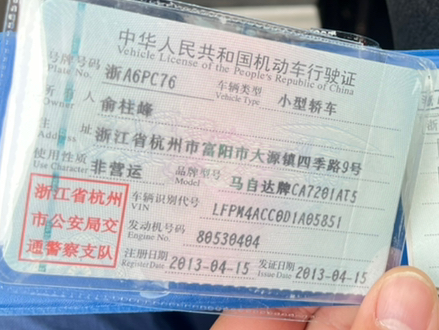 中华人民共和国机动车行驶证
Vehicle License of the People's Republic of China
号牌号码 Plate No. 浙A6PC76 车辆类型 Vehicle Type 小型轿车
所有人 Owner 俞柱峰
住址 Address 浙江省杭州市富阳市大源镇四季路9号
使用性质 Use Character 非营运 品牌型号 Model 马自达牌CA7201AT5
浙江省杭州市公安局交通警察支队
车辆识别代号 VIN LFPM4ACC0D1A05851
发动机号码 Engine No. 80530404
注册日期 Register Date 2013-04-15 发证日期 Issue Date 2013-04-15